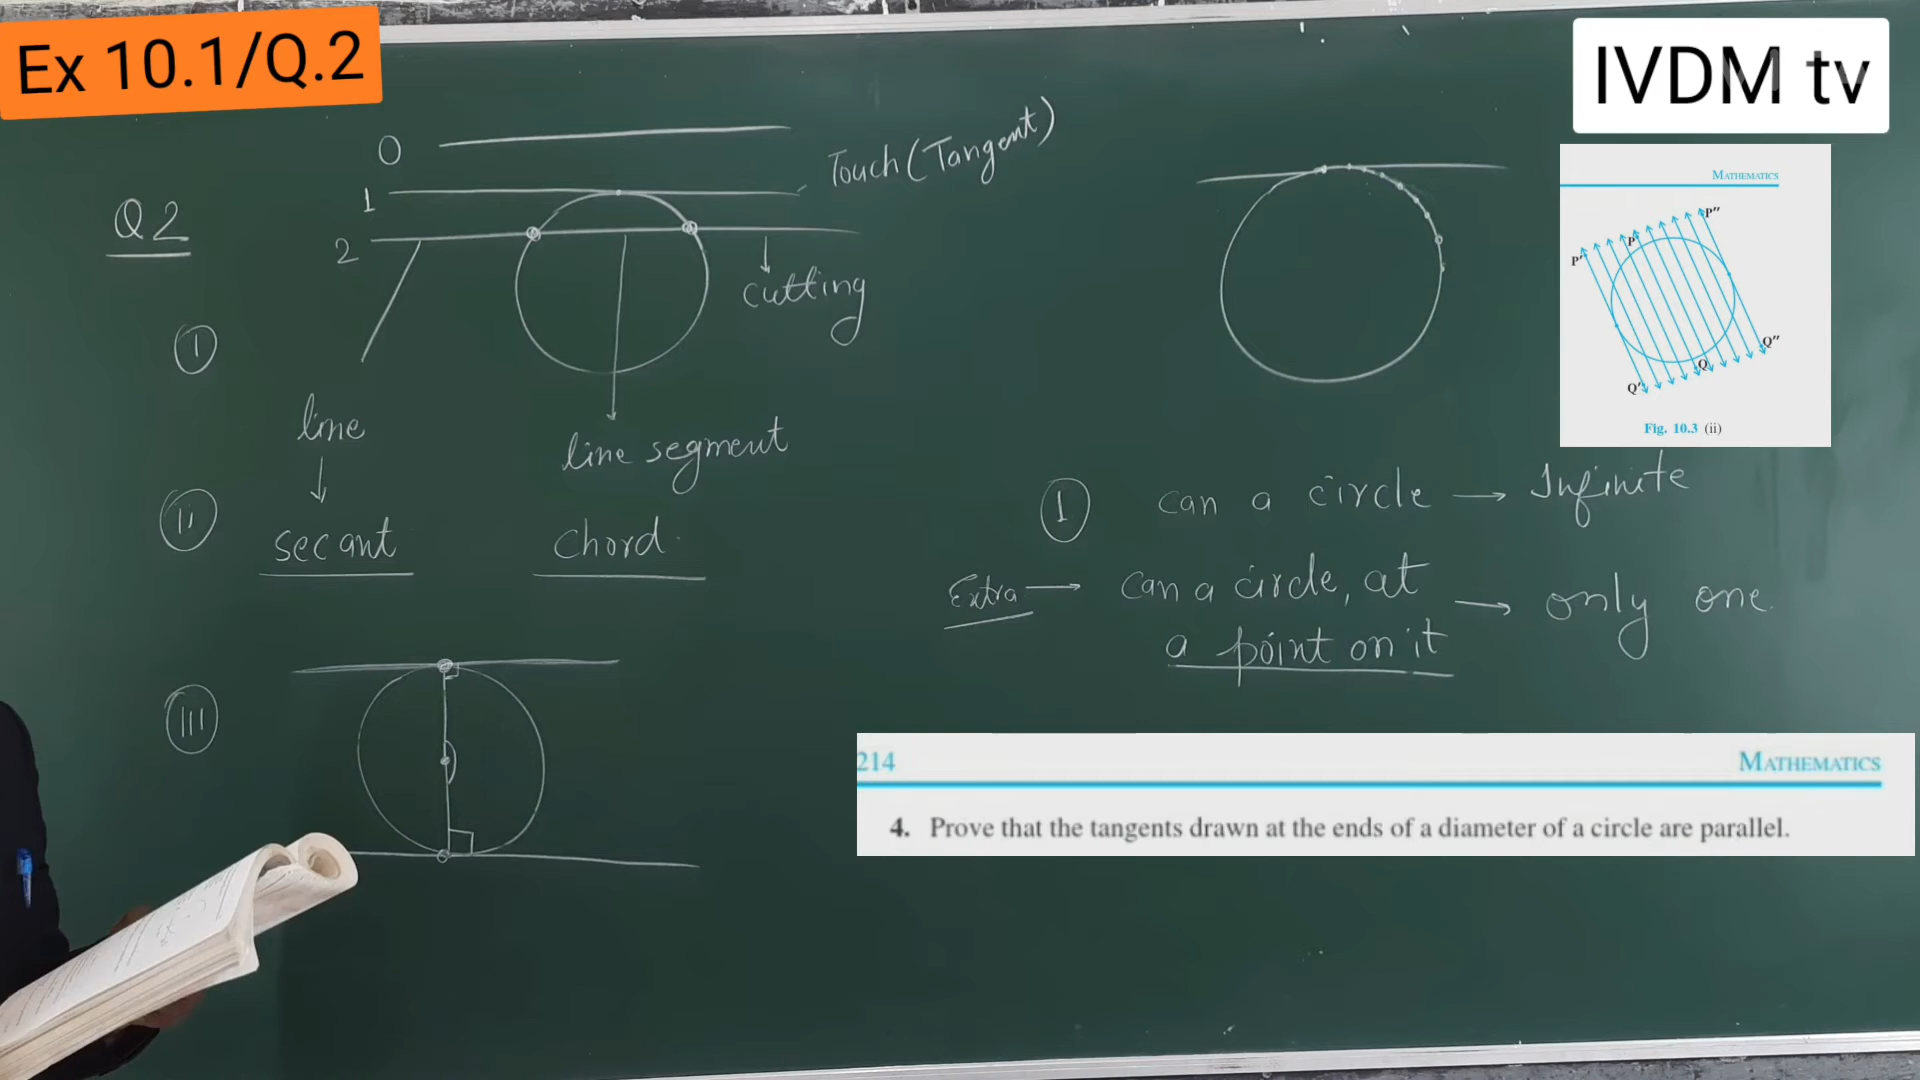 Ex 10.1/Q.2
IVDM tv
0
1
2
Touch (Tangent)
Q2
cutting
I
line
line segment
II
secant
chord
III
MATHEMATICS
P''
P
P'
Q''
Q
Q'
Fig. 10.3 (ii)
I can a circle → Infinite
Extra → can a circle, at → only one
a point on it
214
MATHEMATICS
4. Prove that the tangents drawn at the ends of a diameter of a circle are parallel.